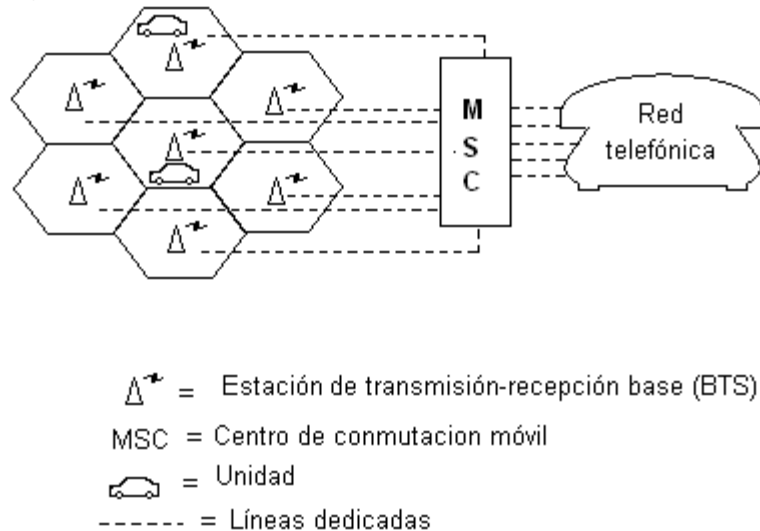 M
S
C
Red
telefónica
= Estación de transmisión-recepción base (BTS)
MSC = Centro de conmutacion móvil
= Unidad
= Líneas dedicadas